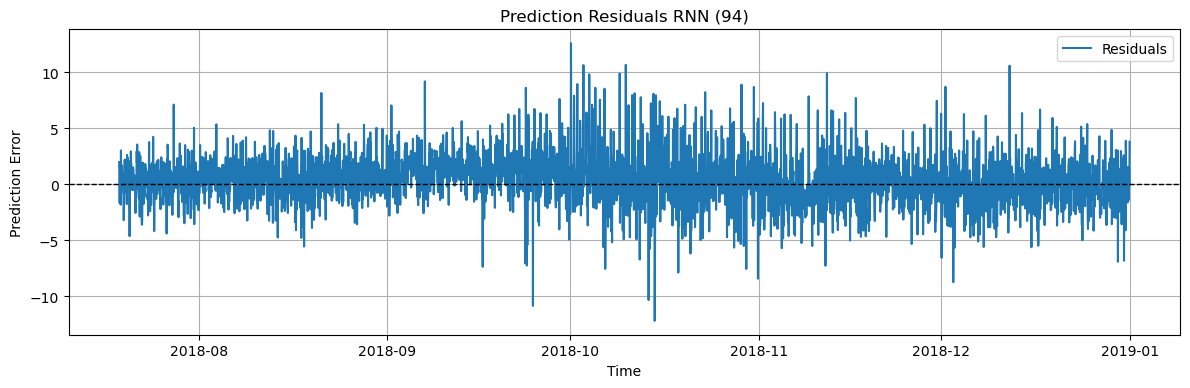 Prediction Residuals RNN (94)
Residuals
10
5
0
−5
−10
Prediction Error
2018-08
2018-09
2018-10
2018-11
2018-12
2019-01
Time